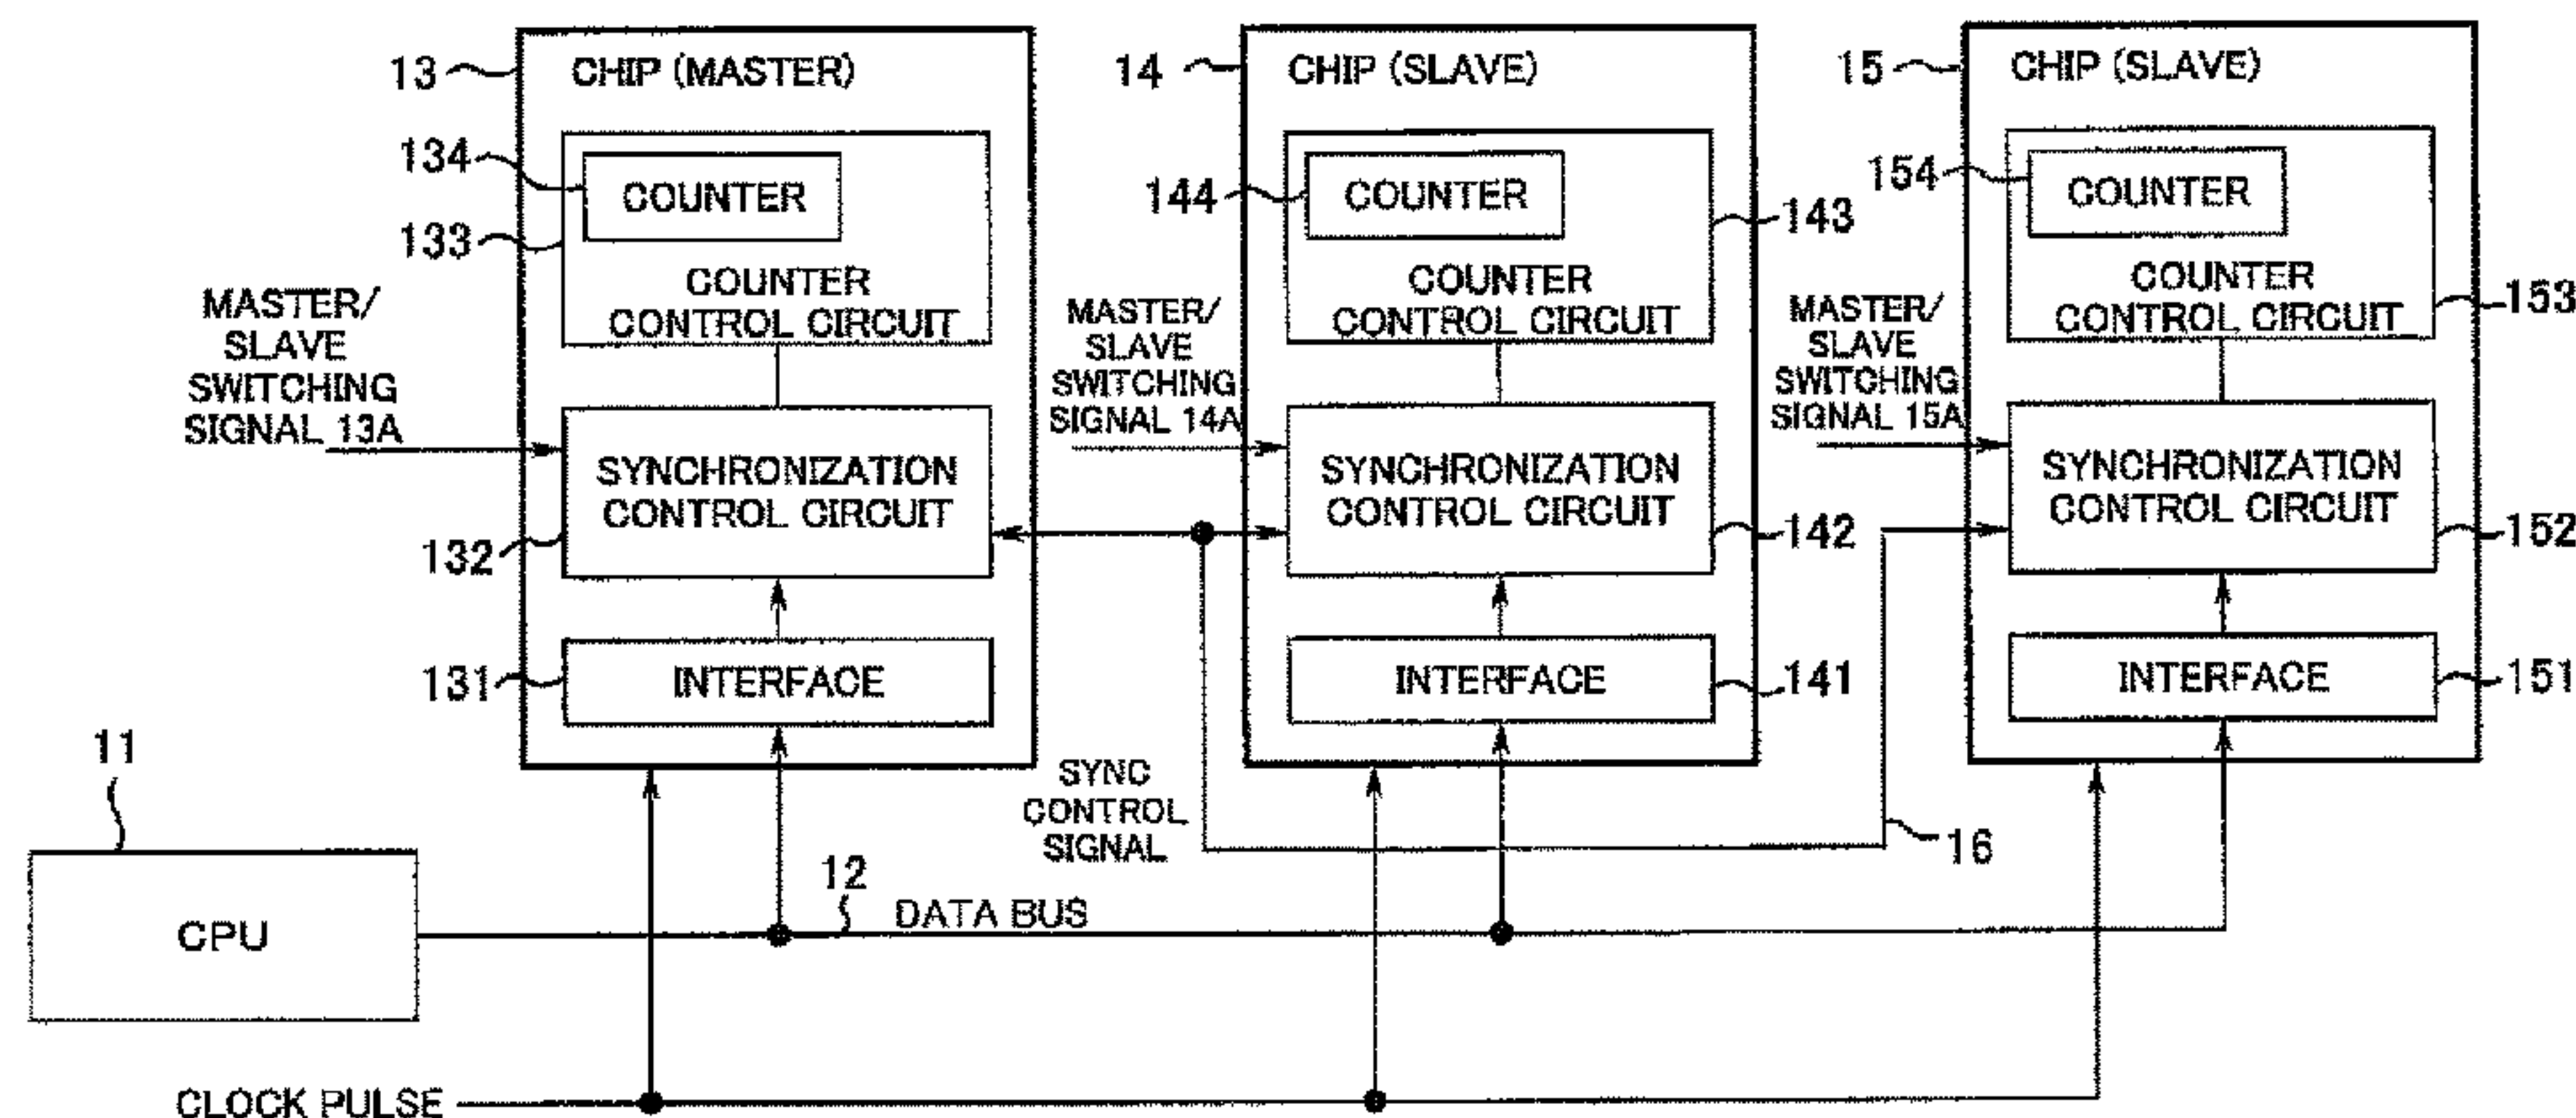 13
CHIP (MASTER)
134
COUNTER
133
COUNTER
CONTROL CIRCUIT
MASTER/
SLAVE
SWITCHING
SIGNAL 13A
SYNCHRONIZATION
CONTROL CIRCUIT
132
131
INTERFACE
14
CHIP (SLAVE)
144
COUNTER
143
COUNTER
CONTROL CIRCUIT
MASTER/
SLAVE
SWITCHING
SIGNAL 14A
SYNCHRONIZATION
CONTROL CIRCUIT
142
INTERFACE
141
15
CHIP (SLAVE)
154
COUNTER
COUNTER
CONTROL CIRCUIT
153
MASTER/
SLAVE
SWITCHING
SIGNAL 15A
SYNCHRONIZATION
CONTROL CIRCUIT
152
INTERFACE
151
SYNC
CONTROL
SIGNAL
16
11
CPU
12
DATA BUS
CLOCK PULSE